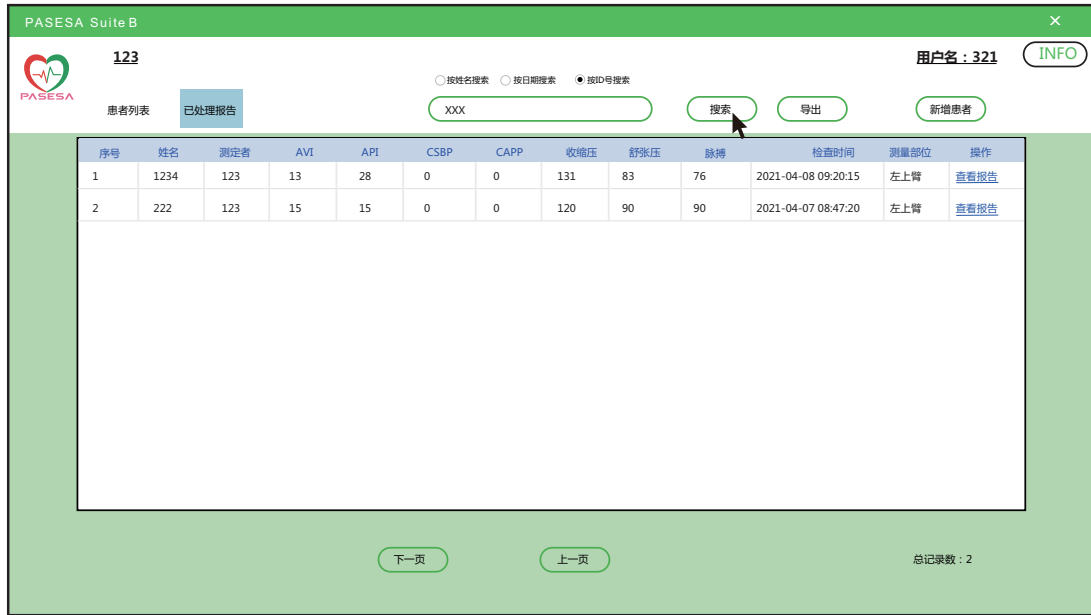 PASESA Suite B ×
123 用户名：321 INFO
PASESA
按姓名搜索 按日期搜索 按ID号搜索
患者列表 已处理报告 XXX 搜索 导出 新增患者
序号 姓名 测定者 AVI API CSBP CAPP 收缩压 舒张压 脉搏 检查时间 测量部位 操作
1 1234 123 13 28 0 0 131 83 76 2021-04-08 09:20:15 左上臂 查看报告
2 222 123 15 15 0 0 120 90 90 2021-04-07 08:47:20 左上臂 查看报告
下一页 上一页 总记录数：2